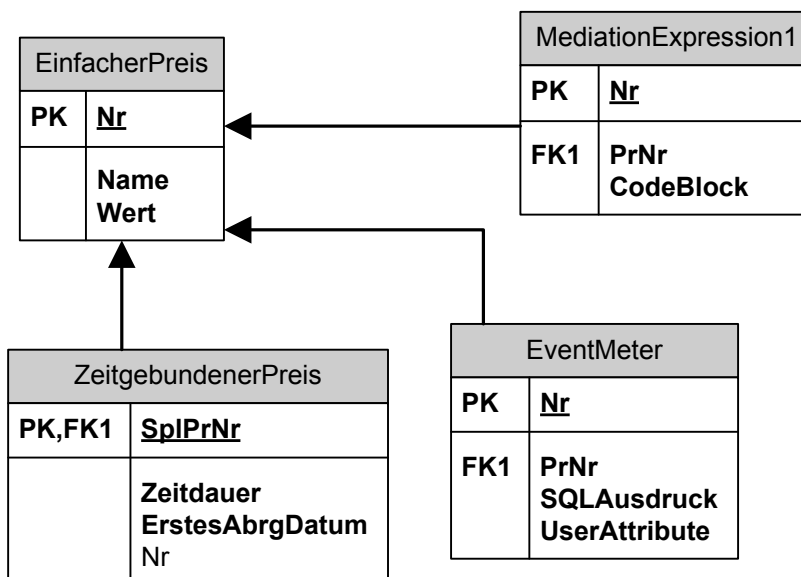 EinfacherPreis
PK Nr
Name
Wert
MediationExpression1
PK Nr
FK1 PrNr
CodeBlock
ZeitgebundenerPreis
PK,FK1 SplPrNr
Zeitdauer
ErstesAbrgDatum
Nr
EventMeter
PK Nr
FK1 PrNr
SQLAusdruck
UserAttribute